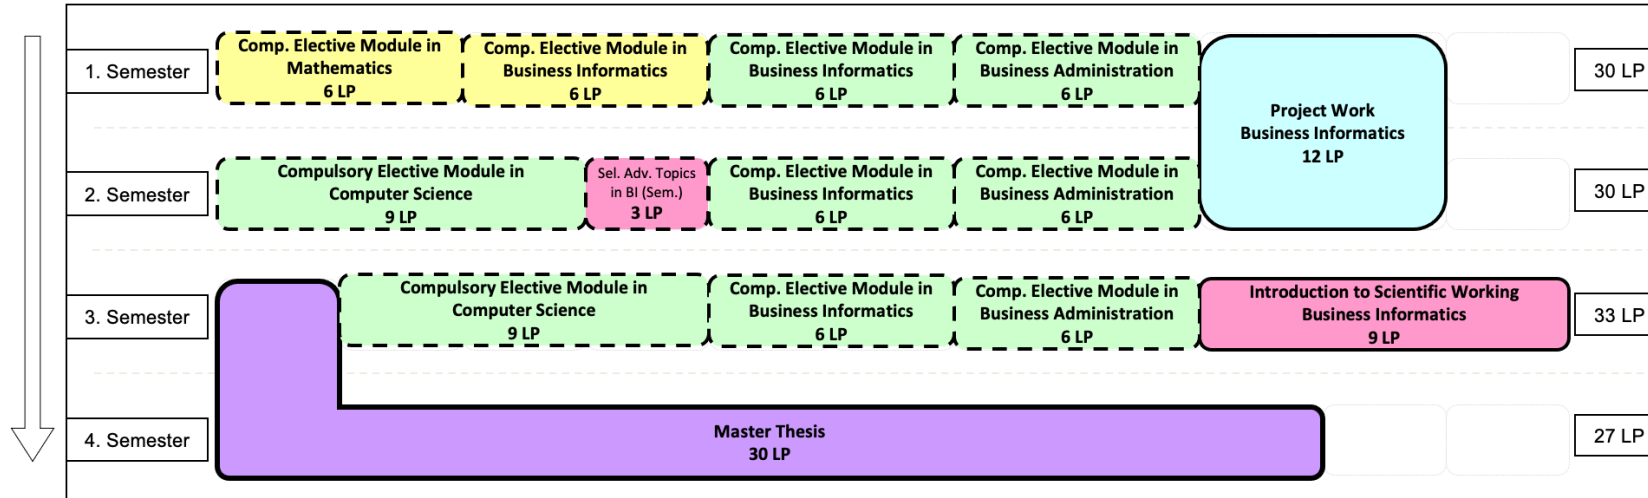 1. Semester
Comp. Elective Module in
Mathematics
6 LP
Comp. Elective Module in
Business Informatics
6 LP
Comp. Elective Module in
Business Informatics
6 LP
Comp. Elective Module in
Business Administration
6 LP
Project Work
Business Informatics
12 LP
30 LP
2. Semester
Compulsory Elective Module in
Computer Science
9 LP
Sel. Adv. Topics
in BI (Sem.)
3 LP
Comp. Elective Module in
Business Informatics
6 LP
Comp. Elective Module in
Business Administration
6 LP
30 LP
3. Semester
Compulsory Elective Module in
Computer Science
9 LP
Comp. Elective Module in
Business Informatics
6 LP
Comp. Elective Module in
Business Administration
6 LP
Introduction to Scientific Working
Business Informatics
9 LP
33 LP
4. Semester
Master Thesis
30 LP
27 LP